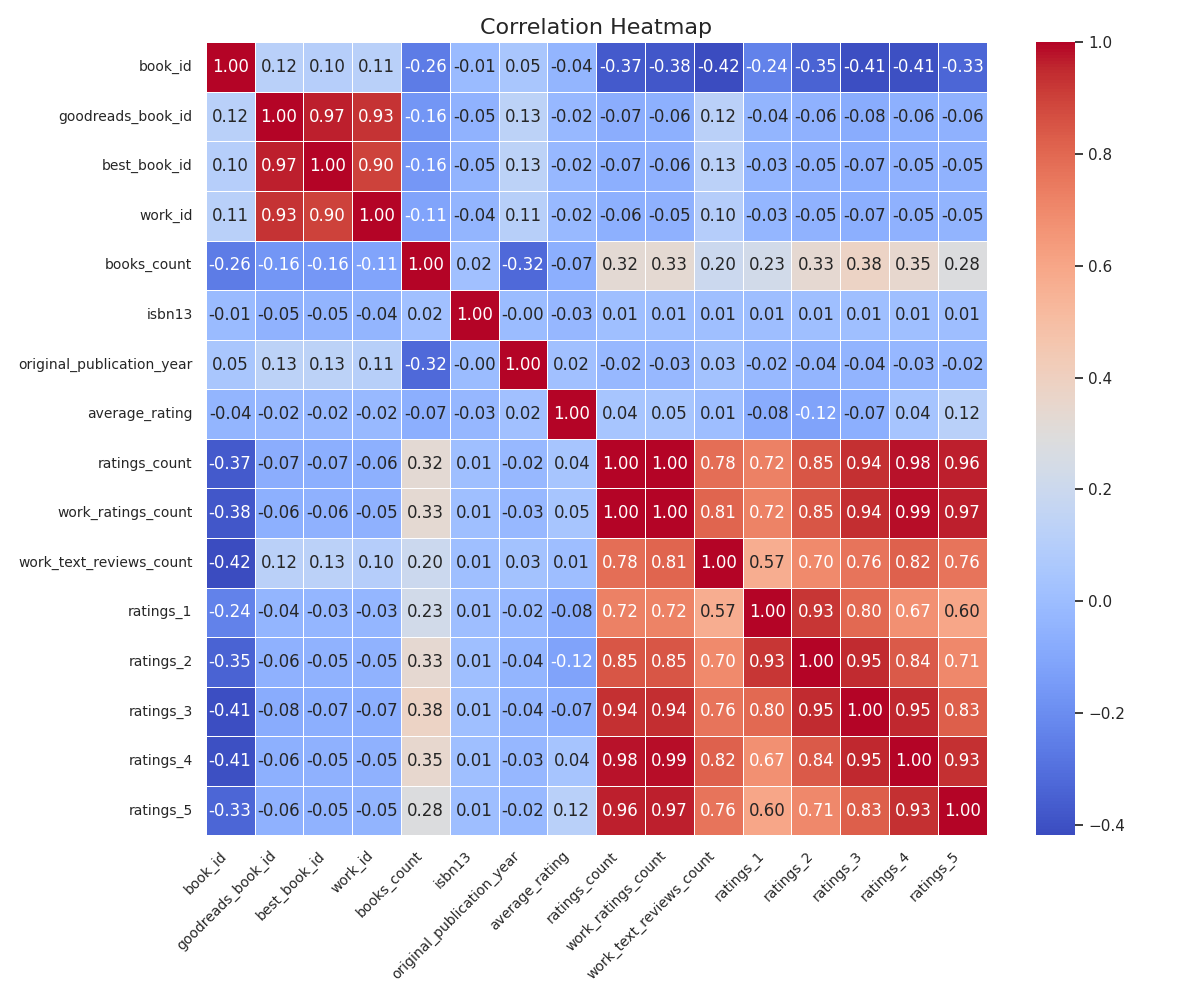 Correlation Heatmap
book_id 1.00 0.12 0.10 0.11 -0.26 -0.01 0.05 -0.04 -0.37 -0.38 -0.42 -0.24 -0.35 -0.41 -0.41 -0.33
goodreads_book_id 0.12 1.00 0.97 0.93 -0.16 -0.05 0.13 -0.02 -0.07 -0.06 0.12 -0.04 -0.06 -0.08 -0.06 -0.06
best_book_id 0.10 0.97 1.00 0.90 -0.16 -0.05 0.13 -0.02 -0.07 -0.06 0.13 -0.03 -0.05 -0.07 -0.05 -0.05
work_id 0.11 0.93 0.90 1.00 -0.11 -0.04 0.11 -0.02 -0.06 -0.05 0.10 -0.03 -0.05 -0.07 -0.05 -0.05
books_count -0.26 -0.16 -0.16 -0.11 1.00 0.02 -0.32 -0.07 0.32 0.33 0.20 0.23 0.33 0.38 0.35 0.28
isbn13 -0.01 -0.05 -0.05 -0.04 0.02 1.00 -0.00 -0.03 0.01 0.01 0.01 0.01 0.01 0.01 0.01 0.01
original_publication_year 0.05 0.13 0.13 0.11 -0.32 -0.00 1.00 0.02 -0.02 -0.03 0.03 -0.02 -0.04 -0.04 -0.03 -0.02
average_rating -0.04 -0.02 -0.02 -0.02 -0.07 -0.03 0.02 1.00 0.04 0.05 0.01 -0.08 -0.12 -0.07 0.04 0.12
ratings_count -0.37 -0.07 -0.07 -0.06 0.32 0.01 -0.02 0.04 1.00 1.00 0.78 0.72 0.85 0.94 0.98 0.96
work_ratings_count -0.38 -0.06 -0.06 -0.05 0.33 0.01 -0.03 0.05 1.00 1.00 0.81 0.72 0.85 0.94 0.99 0.97
work_text_reviews_count -0.42 0.12 0.13 0.10 0.20 0.01 0.03 0.01 0.78 0.81 1.00 0.57 0.70 0.76 0.82 0.76
ratings_1 -0.24 -0.04 -0.03 -0.03 0.23 0.01 -0.02 -0.08 0.72 0.72 0.57 1.00 0.93 0.80 0.67 0.60
ratings_2 -0.35 -0.06 -0.05 -0.05 0.33 0.01 -0.04 -0.12 0.85 0.85 0.70 0.93 1.00 0.95 0.84 0.71
ratings_3 -0.41 -0.08 -0.07 -0.07 0.38 0.01 -0.04 -0.07 0.94 0.94 0.76 0.80 0.95 1.00 0.95 0.83
ratings_4 -0.41 -0.06 -0.05 -0.05 0.35 0.01 -0.03 0.04 0.98 0.99 0.82 0.67 0.84 0.95 1.00 0.93
ratings_5 -0.33 -0.06 -0.05 -0.05 0.28 0.01 -0.02 0.12 0.96 0.97 0.76 0.60 0.71 0.83 0.93 1.00
book_id
goodreads_book_id
best_book_id
work_id
books_count
isbn13
original_publication_year
average_rating
ratings_count
work_ratings_count
work_text_reviews_count
ratings_1
ratings_2
ratings_3
ratings_4
ratings_5
1.0
0.8
0.6
0.4
0.2
0.0
−0.2
−0.4